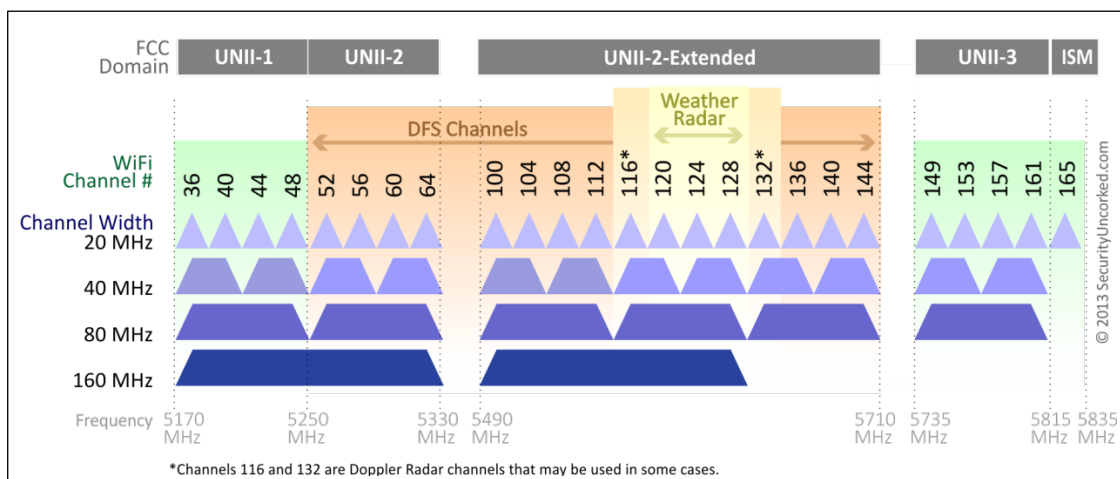 FCC
Domain
UNII-1 UNII-2 UNII-2-Extended UNII-3 ISM
Weather
Radar
DFS Channels
WiFi
Channel #
36 40 44 48 52 56 60 64 100 104 108 112 116* 120 124 128 132* 136 140 144 149 153 157 161 165
Channel Width
20 MHz
40 MHz
80 MHz
160 MHz
Frequency
5170 MHz
5250 MHz
5330 MHz
5490 MHz
5710 MHz
5735 MHz
5815 MHz
5835 MHz
*Channels 116 and 132 are Doppler Radar channels that may be used in some cases.
© 2013 SecurityUncorked.com